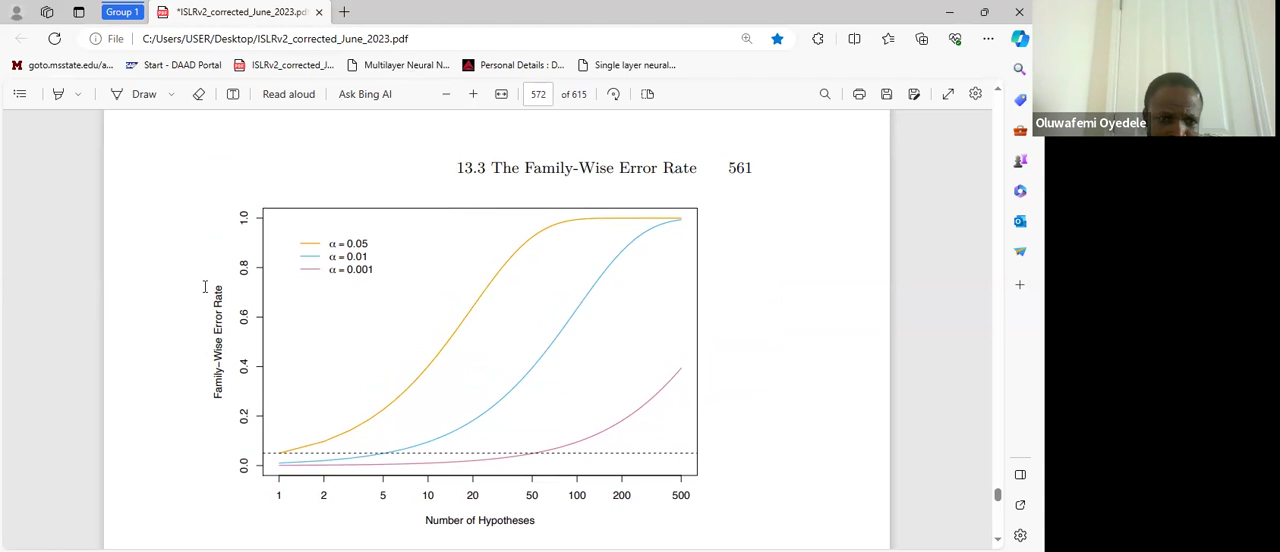 Group 1
*ISLRv2_corrected_June_2023.pd
File
C:/Users/USER/Desktop/ISLRv2_corrected_June_2023.pdf
goto.msstate.edu/a...
Start - DAAD Portal
ISLRv2_corrected_J...
Multilayer Neural N...
Personal Details : D...
Single layer neural...
Draw
Read aloud
Ask Bing AI
572
of 615
Oluwafemi Oyedele
13.3 The Family-Wise Error Rate 561
α = 0.05
α = 0.01
α = 0.001
Family−Wise Error Rate
1.0
0.8
0.6
0.4
0.2
0.0
1 2 5 10 20 50 100 200 500
Number of Hypotheses